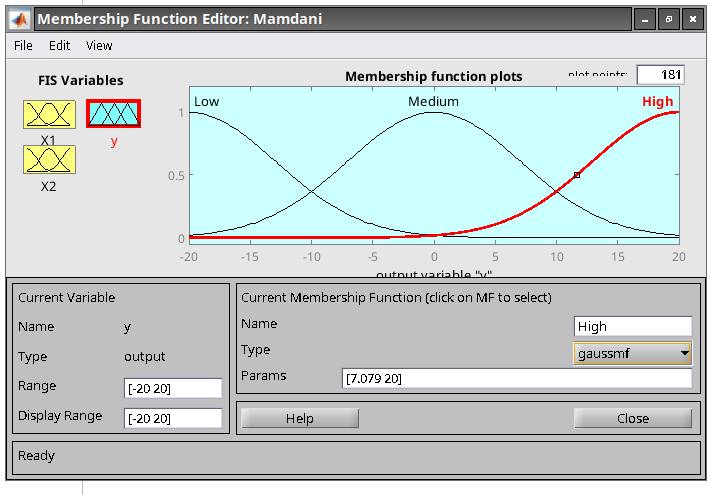 Membership Function Editor: Mamdani
File Edit View
FIS Variables
X1
y
X2
Membership function plots
plot points: 181
Low Medium High
1
0.5
0
-20 -15 -10 -5 0 5 10 15 20
output variable "y"
Current Variable
Name y
Type output
Range [-20 20]
Display Range [-20 20]
Current Membership Function (click on MF to select)
Name High
Type gaussmf
Params [7.079 20]
Help Close
Ready